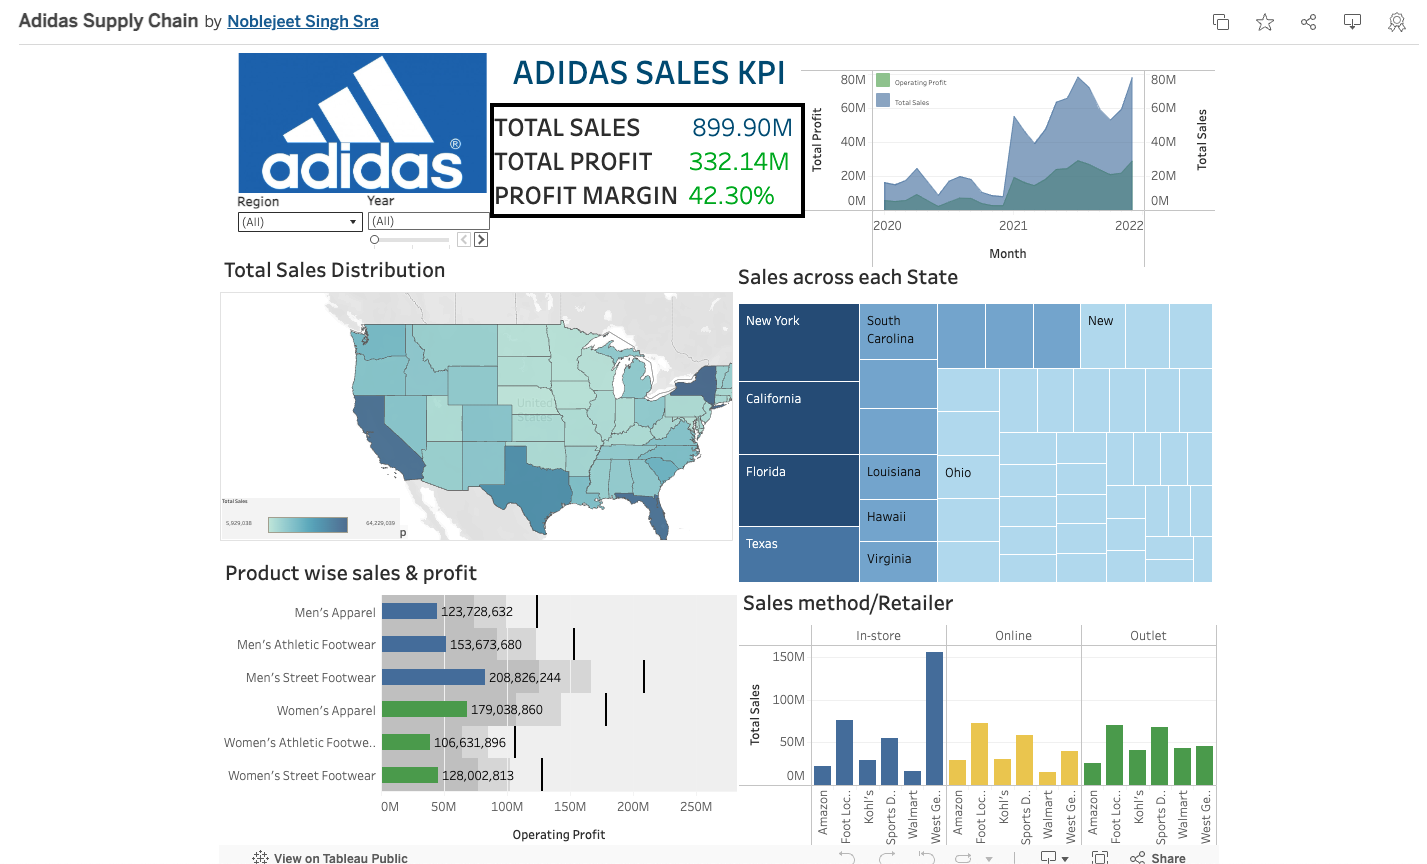 Adidas Supply Chain by Noblejeet Singh Sra
adidas
®
ADIDAS SALES KPI
TOTAL SALES 899.90M
TOTAL PROFIT 332.14M
PROFIT MARGIN 42.30%
Region
(All)
Year
(All)
Operating Profit
Total Sales
Total Profit
80M
60M
40M
20M
0M
80M
60M
40M
20M
0M
Total Sales
2020 2021 2022
Month
Total Sales Distribution
United
States
Total Sales
5,929,038 64,229,039
p
Sales across each State
New York
California
Florida
Texas
South
Carolina
Louisiana
Hawaii
Virginia
Ohio
New
Product wise sales & profit
Men's Apparel 123,728,632
Men's Athletic Footwear 153,673,680
Men's Street Footwear 208,826,244
Women's Apparel 179,038,860
Women's Athletic Footwe.. 106,631,896
Women's Street Footwear 128,002,813
0M 50M 100M 150M 200M 250M
Operating Profit
Sales method/Retailer
In-store Online Outlet
Total Sales
150M
100M
50M
0M
Amazon
Foot Loc..
Kohl's
Sports D..
Walmart
West Ge..
Amazon
Foot Loc..
Kohl's
Sports D..
Walmart
West Ge..
Amazon
Foot Loc..
Kohl's
Sports D..
Walmart
West Ge..
View on Tableau Public
Share